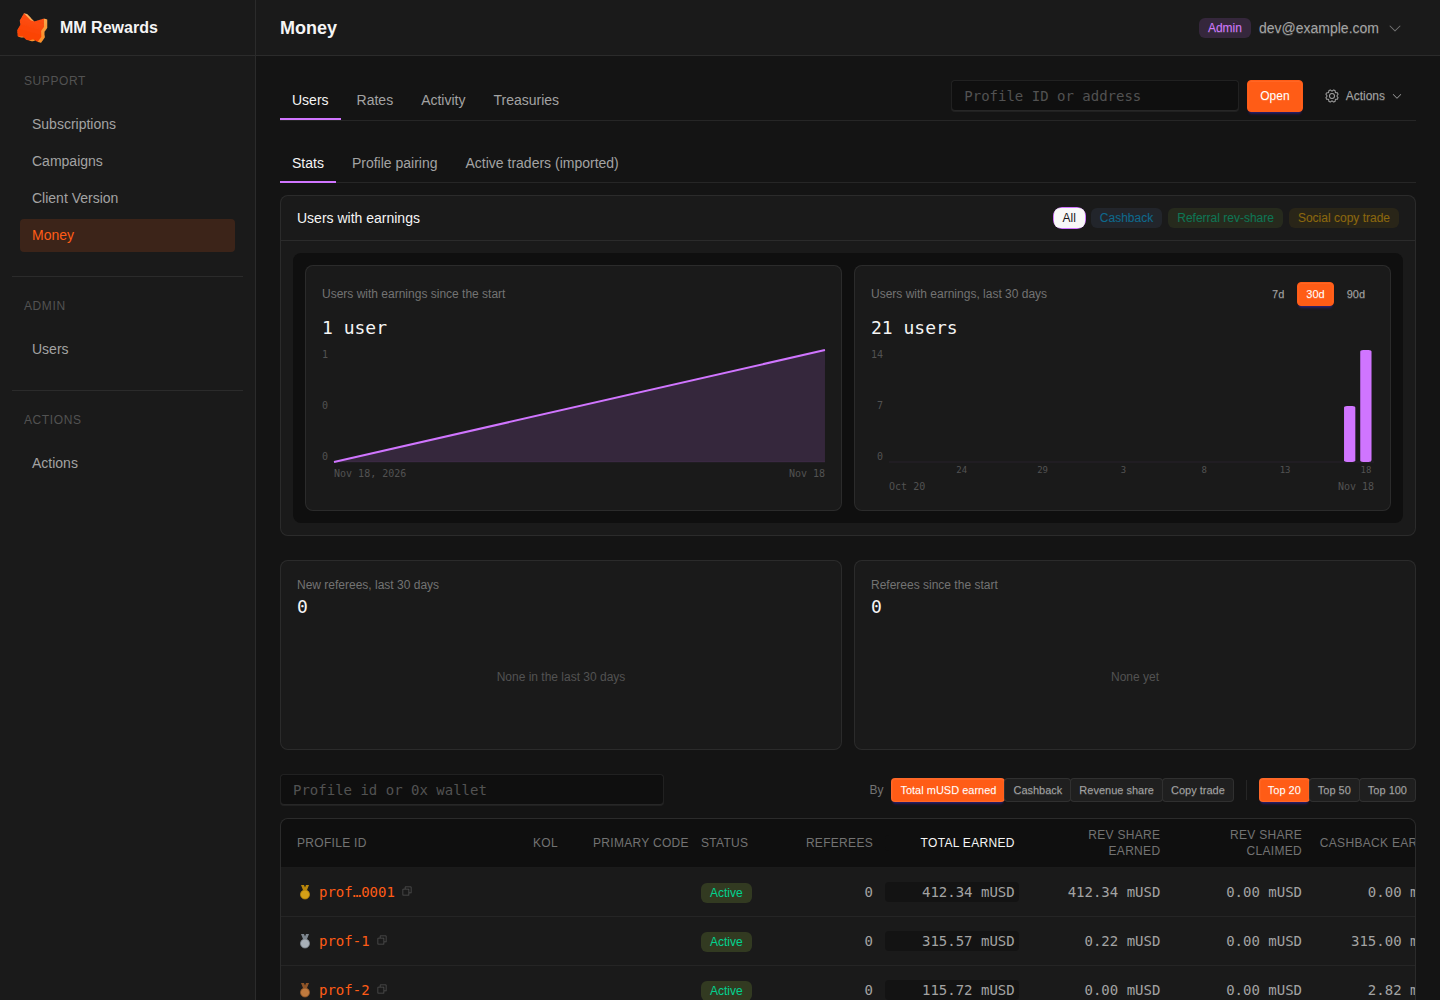 MM Rewards
Money
Admin dev@example.com
SUPPORT
Subscriptions
Campaigns
Client Version
Money
ADMIN
Users
ACTIONS
Actions
Users Rates Activity Treasuries
Profile ID or address Open Actions
Stats Profile pairing Active traders (imported)
Users with earnings
All Cashback Referral rev-share Social copy trade
Users with earnings since the start
1 user
1
0
0
Nov 18, 2026 Nov 18
Users with earnings, last 30 days
7d 30d 90d
21 users
14
7
0
24 29 3 8 13 18
Oct 20 Nov 18
New referees, last 30 days
0
None in the last 30 days
Referees since the start
0
None yet
Profile id or 0x wallet
By Total mUSD earned Cashback Revenue share Copy trade Top 20 Top 50 Top 100
PROFILE ID KOL PRIMARY CODE STATUS REFEREES TOTAL EARNED REV SHARE EARNED REV SHARE CLAIMED CASHBACK EAR
prof…0001 Active 0 412.34 mUSD 412.34 mUSD 0.00 mUSD 0.00 m
prof-1 Active 0 315.57 mUSD 0.22 mUSD 0.00 mUSD 315.00 m
prof-2 Active 0 115.72 mUSD 0.00 mUSD 0.00 mUSD 2.82 m